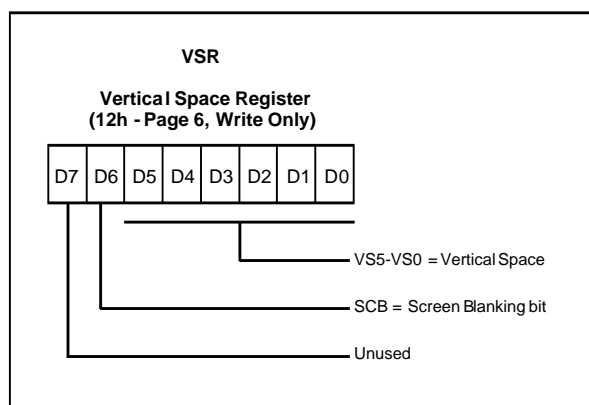 VSR
Vertical Space Register
(12h - Page 6, Write Only)
D7 D6 D5 D4 D3 D2 D1 D0
VS5-VS0 = Vertical Space
SCB = Screen Blanking bit
Unused